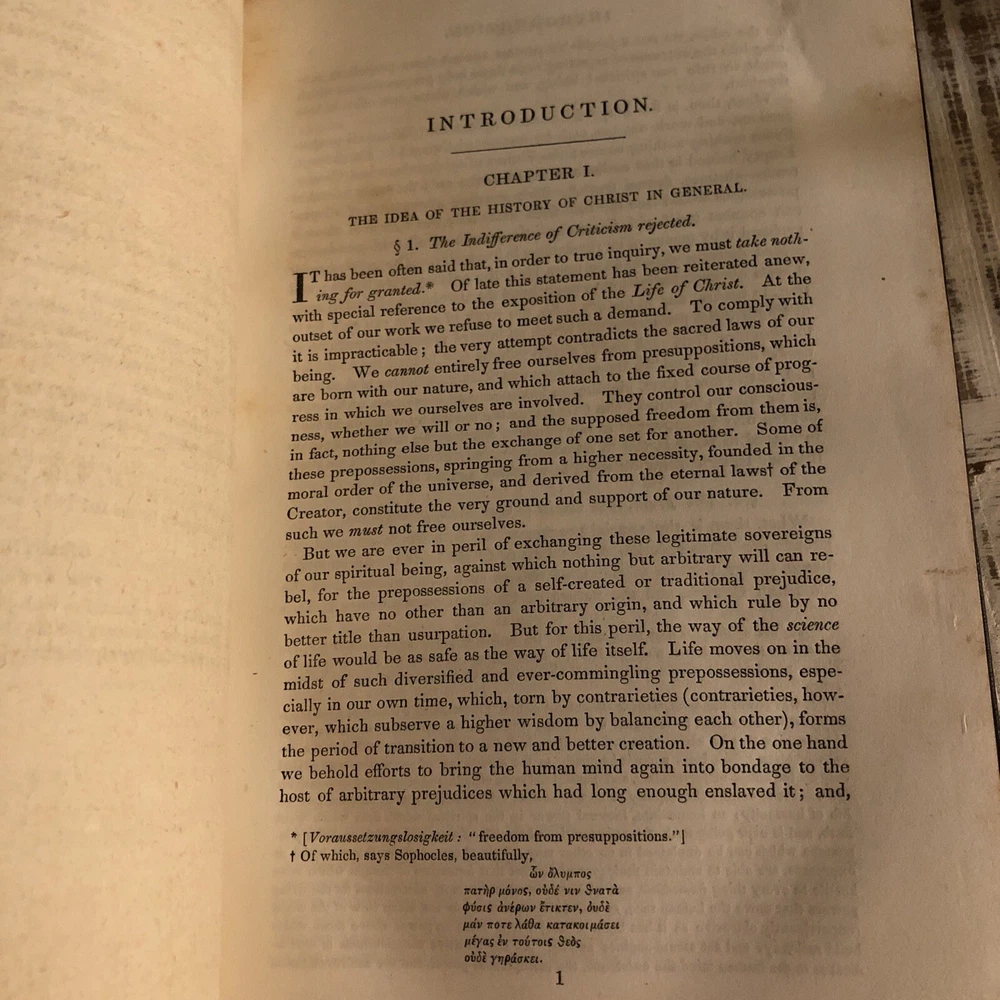 INTRODUCTION.
CHAPTER I.
THE IDEA OF THE HISTORY OF CHRIST IN GENERAL.
§ 1. The Indifference of Criticism rejected.
IT has been often said that, in order to true inquiry, we must take noth-
ing for granted.* Of late this statement has been reiterated anew,
with special reference to the exposition of the Life of Christ. At the
outset of our work we refuse to meet such a demand. To comply with
it is impracticable; the very attempt contradicts the sacred laws of our
being. We cannot entirely free ourselves from presuppositions, which
are born with our nature, and which attach to the fixed course of prog-
ress in which we ourselves are involved. They control our conscious-
ness, whether we will or no; and the supposed freedom from them is,
in fact, nothing else but the exchange of one set for another. Some of
these prepossessions, springing from a higher necessity, founded in the
moral order of the universe, and derived from the eternal laws† of the
Creator, constitute the very ground and support of our nature. From
such we must not free ourselves.
But we are ever in peril of exchanging these legitimate sovereigns
of our spiritual being, against which nothing but arbitrary will can re-
bel, for the prepossessions of a self-created or traditional prejudice,
which have no other than an arbitrary origin, and which rule by no
better title than usurpation. But for this peril, the way of the science
of life would be as safe as the way of life itself. Life moves on in the
midst of such diversified and ever-commingling prepossessions, espe-
cially in our own time, which, torn by contrarieties (contrarieties, how-
ever, which subserve a higher wisdom by balancing each other), forms
the period of transition to a new and better creation. On the one hand
we behold efforts to bring the human mind again into bondage to the
host of arbitrary prejudices which had long enough enslaved it; and,
* [Voraussetzungslosigkeit: "freedom from presuppositions."]
† Of which, says Sophocles, beautifully,
ὧν ὄλυμπος
πατὴρ μόνος, οὐδέ νιν ϑνατὰ
φύσις ἀνέρων ἔτικτεν, ὀυδὲ
μάν ποτε λάθα κατακοιμάσει
μέγας ἐν τούτοις ϑεὸς
οὐδὲ γηράσκει.
1